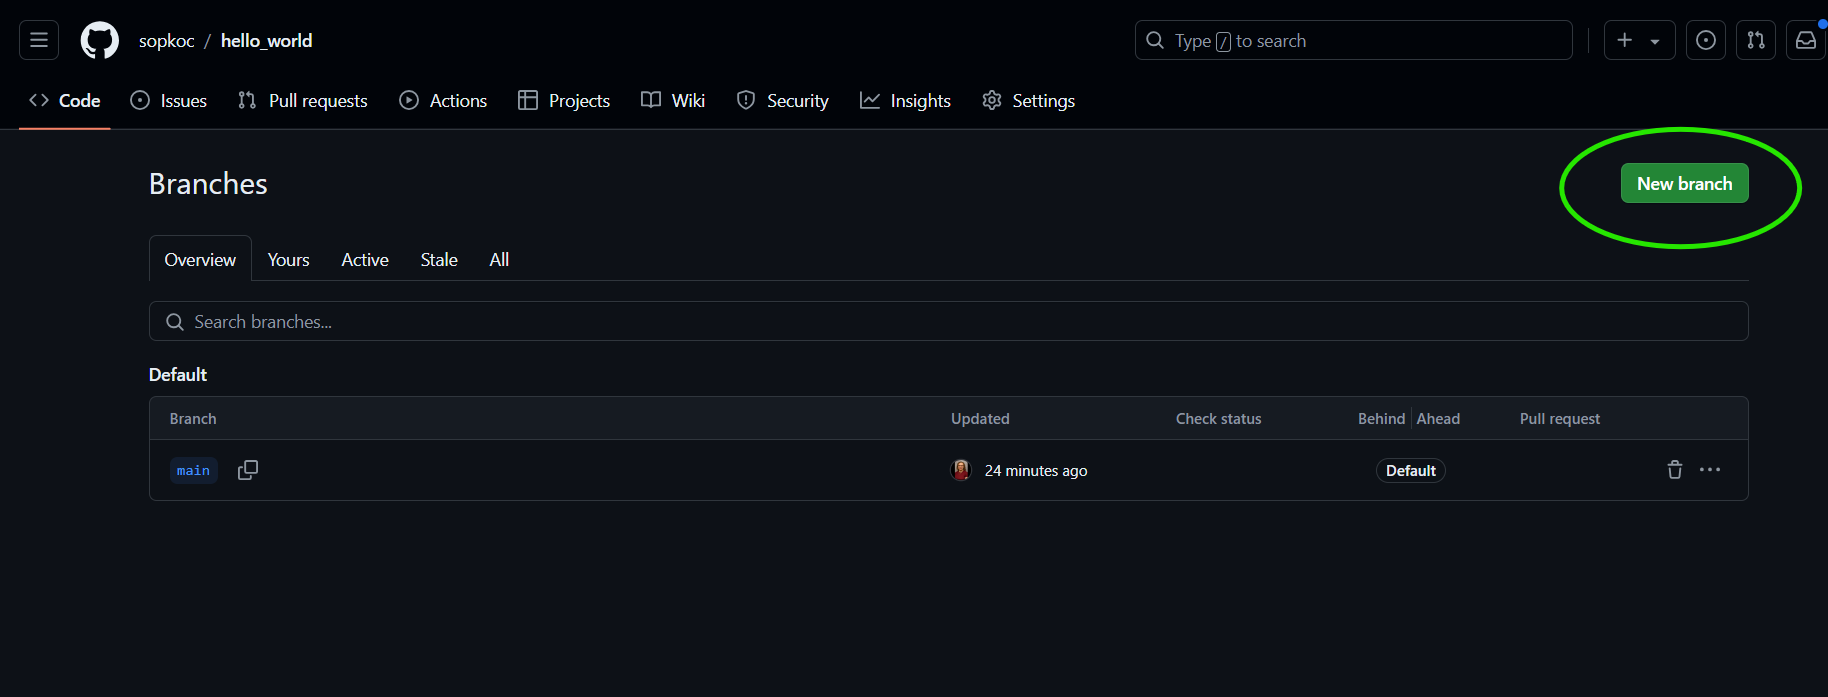 sopkoc / hello_world
Type / to search
Code Issues Pull requests Actions Projects Wiki Security Insights Settings
Branches
New branch
Overview Yours Active Stale All
Search branches...
Default
Branch Updated Check status Behind Ahead Pull request
main 24 minutes ago Default